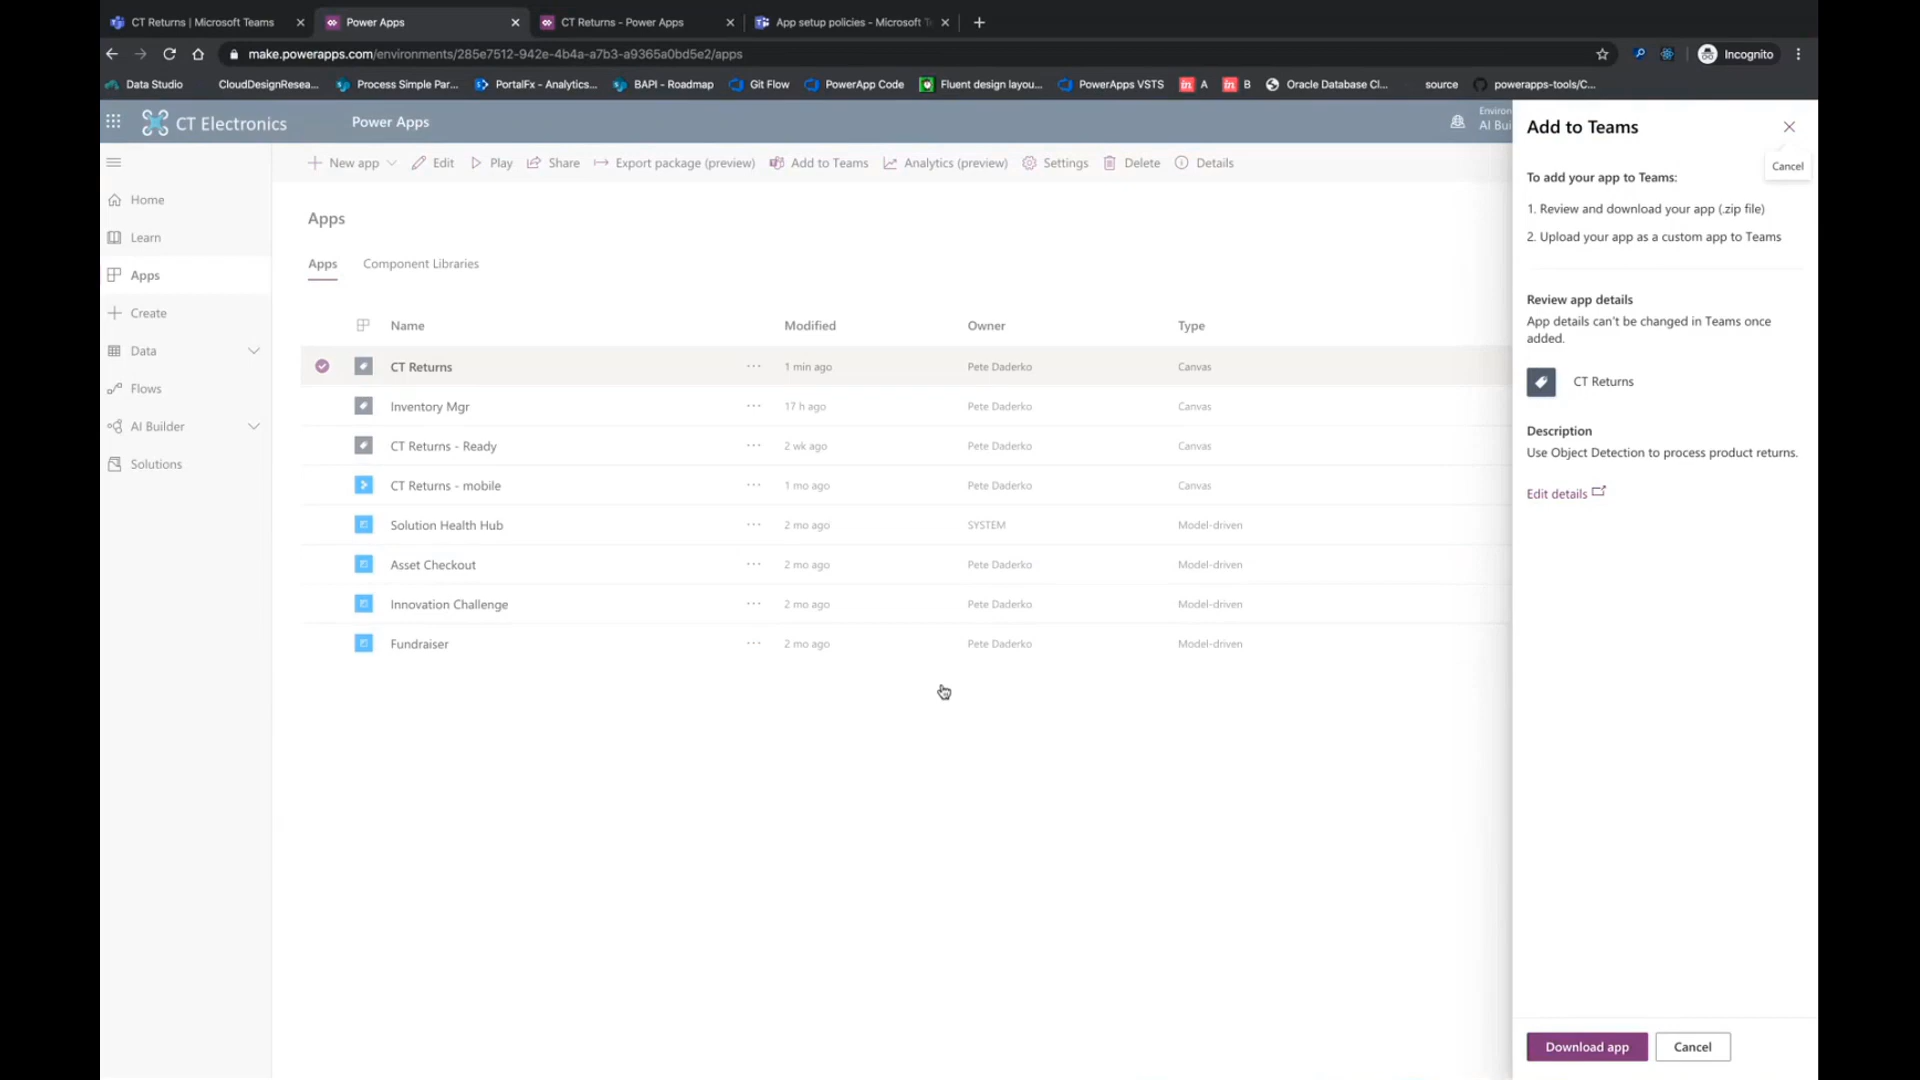 CT Returns | Microsoft Teams
Power Apps
CT Returns - Power Apps
App setup policies - Microsoft T
make.powerapps.com/environments/285e7512-942e-4b4a-a7b3-a9365a0bd5e2/apps
Incognito
Data Studio
CloudDesignResea...
Process Simple Par...
PortalFx - Analytics...
BAPI - Roadmap
Git Flow
PowerApp Code
Fluent design layou...
PowerApps VSTS
A
B
Oracle Database Cl...
source
powerapps-tools/C...
CT Electronics
Power Apps
Environ
AI Bui
New app
Edit
Play
Share
Export package (preview)
Add to Teams
Analytics (preview)
Settings
Delete
Details
Home
Learn
Apps
Create
Data
Flows
AI Builder
Solutions
Apps
Apps Component Libraries
Name Modified Owner Type
CT Returns ... 1 min ago Pete Daderko Canvas
Inventory Mgr ... 17 h ago Pete Daderko Canvas
CT Returns - Ready ... 2 wk ago Pete Daderko Canvas
CT Returns - mobile ... 1 mo ago Pete Daderko Canvas
Solution Health Hub ... 2 mo ago SYSTEM Model-driven
Asset Checkout ... 2 mo ago Pete Daderko Model-driven
Innovation Challenge ... 2 mo ago Pete Daderko Model-driven
Fundraiser ... 2 mo ago Pete Daderko Model-driven
Add to Teams
Cancel
To add your app to Teams:
1. Review and download your app (.zip file)
2. Upload your app as a custom app to Teams
Review app details
App details can't be changed in Teams once
added.
CT Returns
Description
Use Object Detection to process product returns.
Edit details
Download app
Cancel